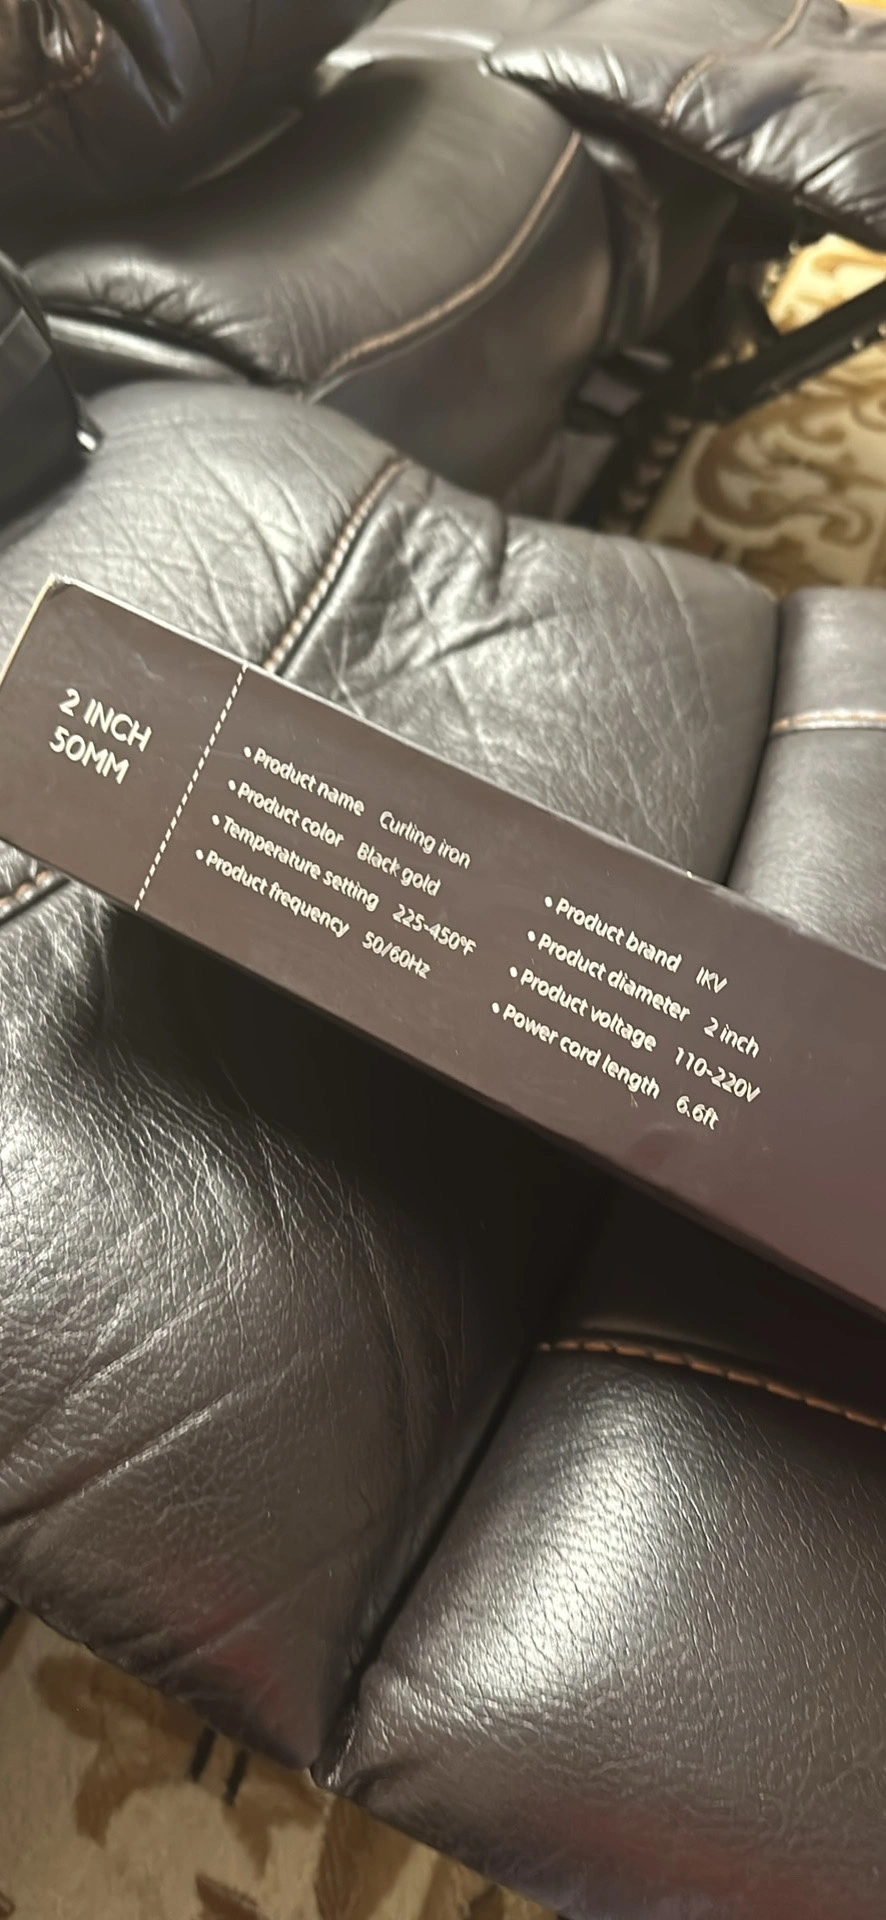 2 INCH
50MM
• Product name Curling iron
• Product color Black gold
• Temperature setting 225-450°F
• Product frequency 50/60Hz
• Product brand IKV
• Product diameter 2 inch
• Product voltage 110-220V
• Power cord length 6.6ft